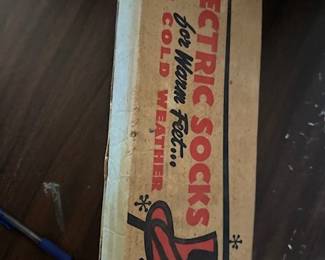 ECTRIC SOCKS
for Warm Feet...
COLD WEATHER